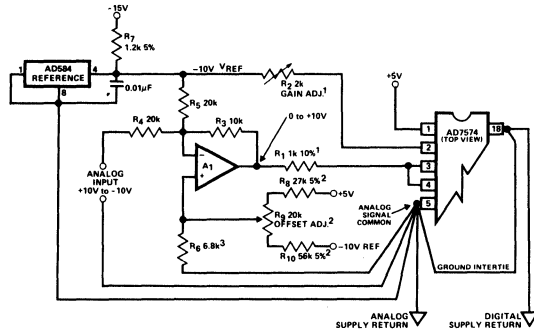 -15V
R7
1.2k 5%
1
AD584
REFERENCE
4
8
0.01µF
-10V VREF
R2 2k
GAIN ADJ.1
R5 20k
R4 20k
R3 10k
0 to +10V
A1
−
+
R1 1k 10%1
ANALOG
INPUT
+10V to -10V
R8 27k 5%2
+5V
R9 20k
OFFSET ADJ.2
-10V REF
R10 56k 5%2
R6 6.8k3
+5V
1
2
3
4
5
AD7574
(TOP VIEW)
18
ANALOG
SIGNAL
COMMON
GROUND INTERTIE
ANALOG
SUPPLY RETURN
DIGITAL
SUPPLY RETURN